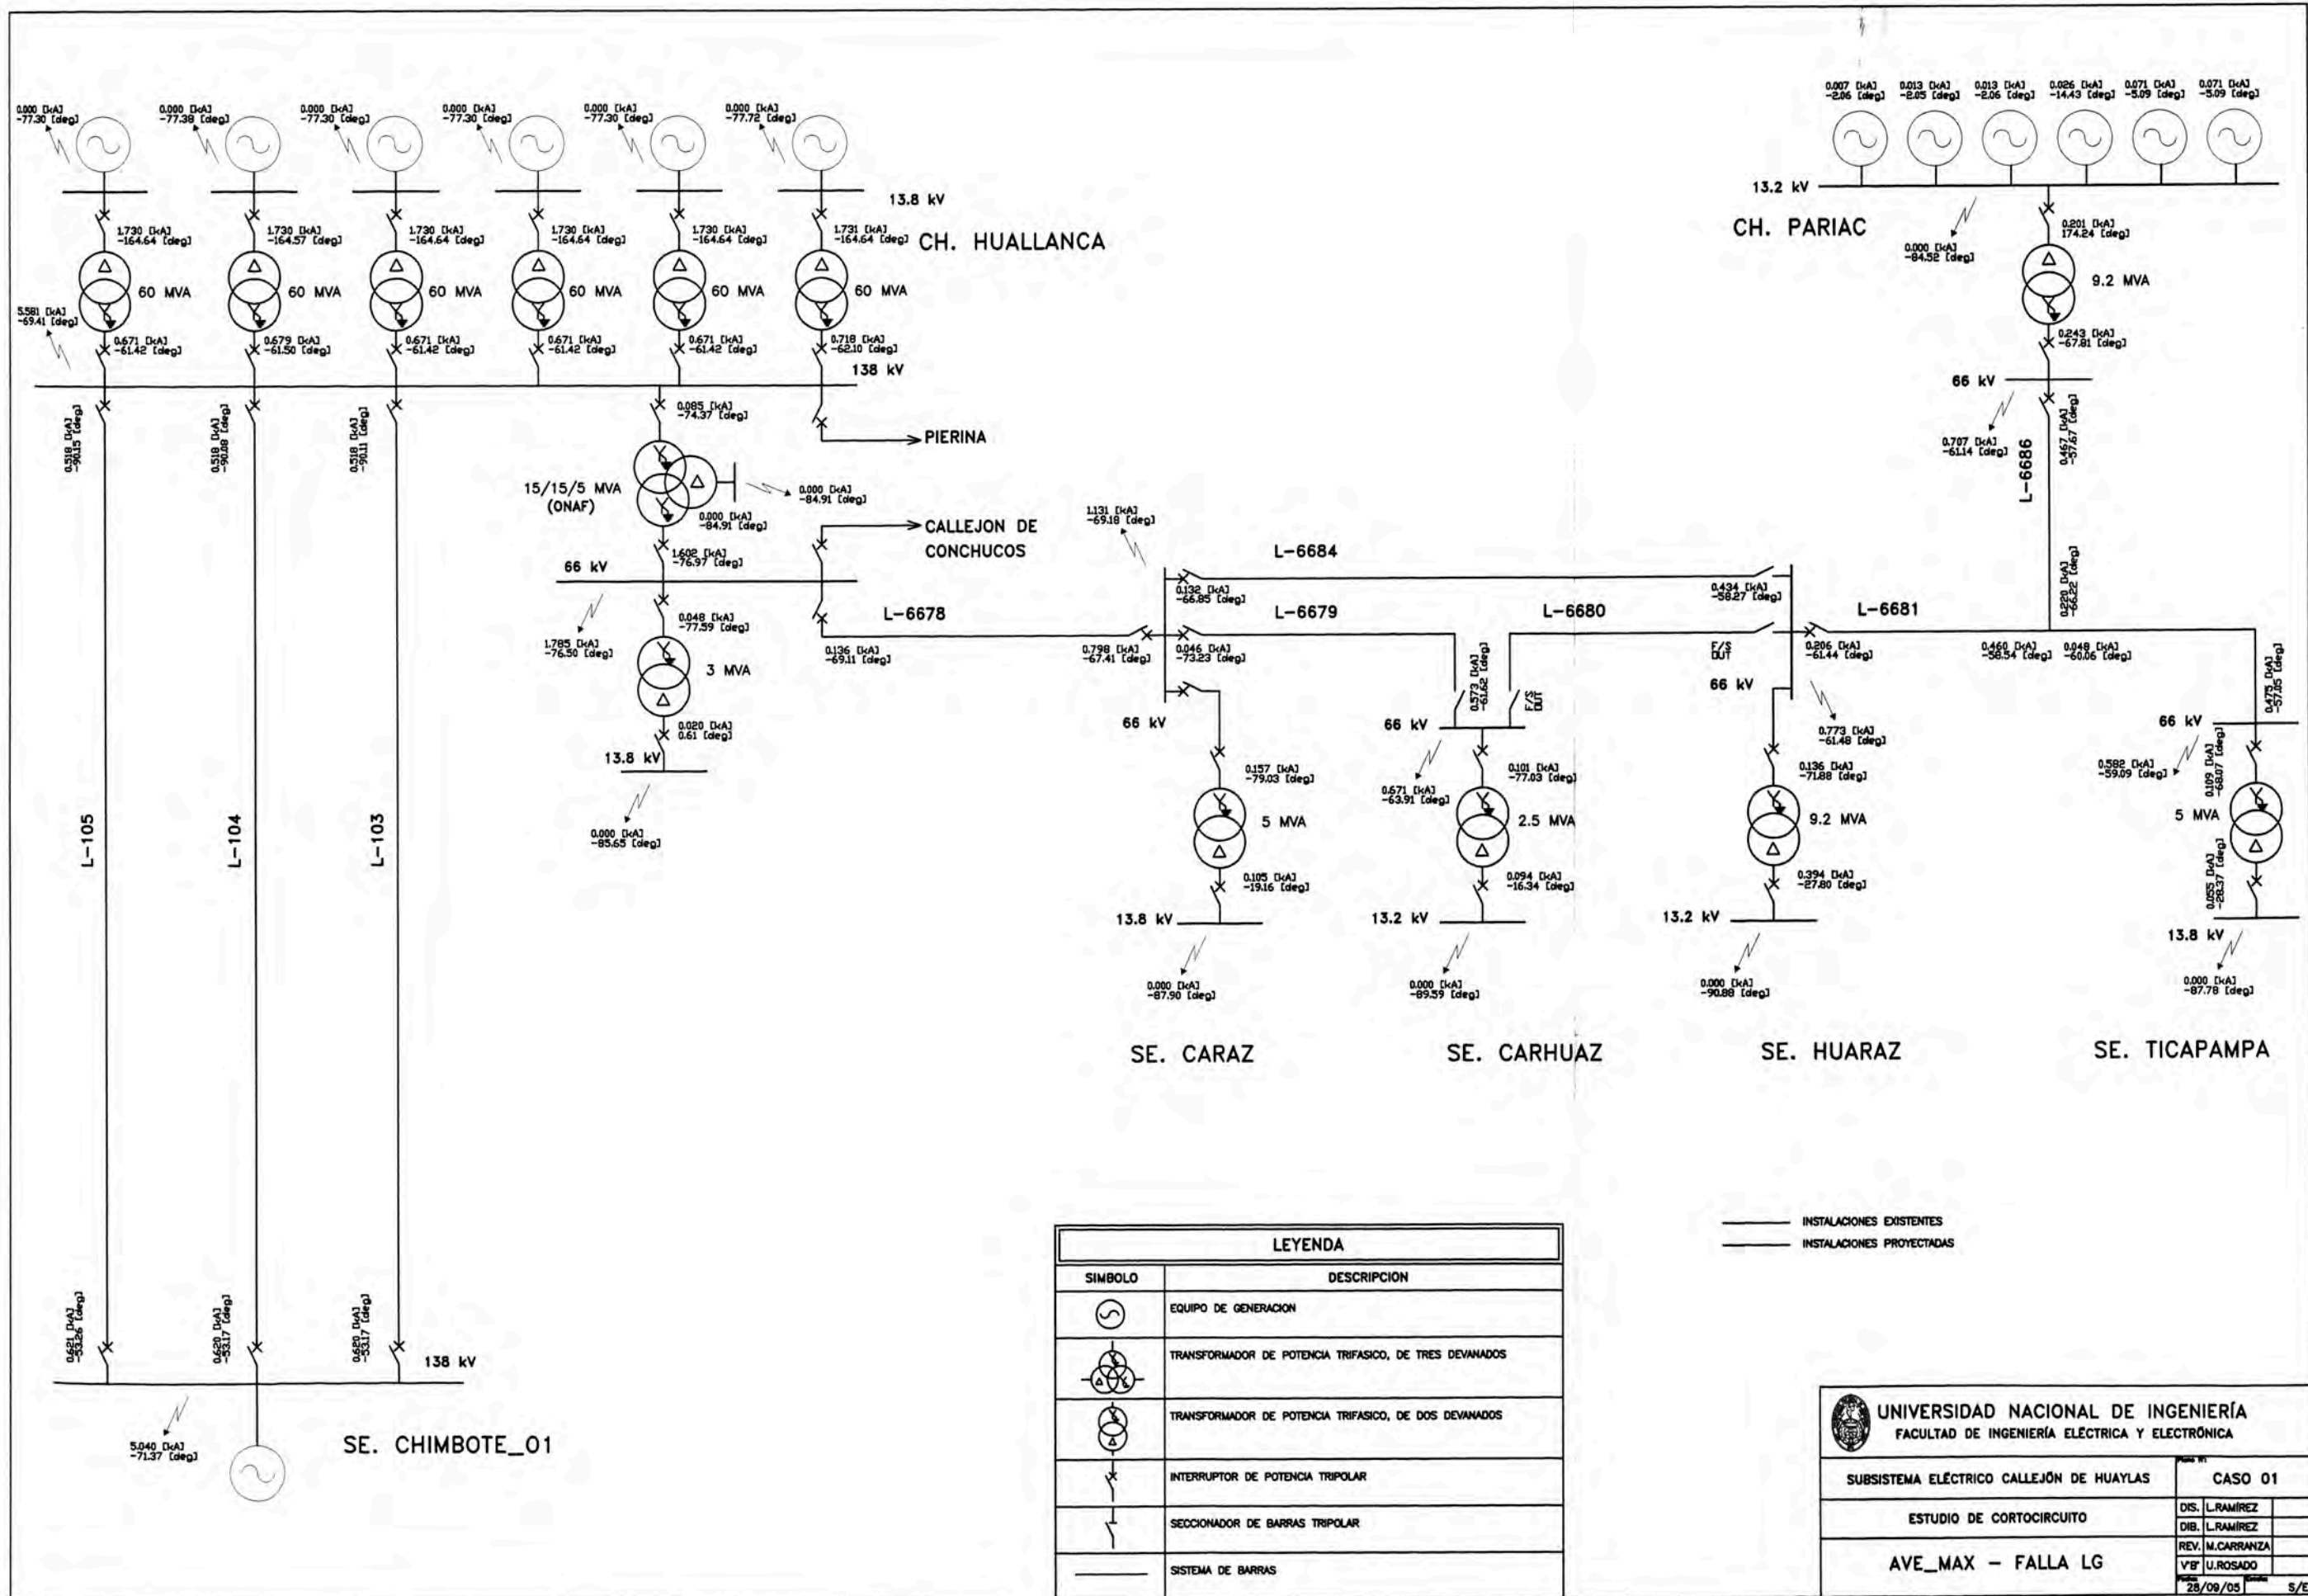 0.000 [kA]
-77.30 [deg]
0.000 [kA]
-77.38 [deg]
0.000 [kA]
-77.30 [deg]
0.000 [kA]
-77.30 [deg]
0.000 [kA]
-77.30 [deg]
0.000 [kA]
-77.72 [deg]
13.8 kV
CH. HUALLANCA
1.730 [kA]
-164.64 [deg]
1.730 [kA]
-164.57 [deg]
1.730 [kA]
-164.64 [deg]
1.730 [kA]
-164.64 [deg]
1.730 [kA]
-164.64 [deg]
1.731 [kA]
-164.64 [deg]
60 MVA
60 MVA
60 MVA
60 MVA
60 MVA
60 MVA
5.581 [kA]
-69.41 [deg]
0.671 [kA]
-61.42 [deg]
0.679 [kA]
-61.50 [deg]
0.671 [kA]
-61.42 [deg]
0.671 [kA]
-61.42 [deg]
0.671 [kA]
-61.42 [deg]
0.718 [kA]
-62.10 [deg]
138 kV
0.518 [kA]
-90.15 [deg]
0.518 [kA]
-90.08 [deg]
0.518 [kA]
-90.11 [deg]
0.085 [kA]
-74.37 [deg]
PIERINA
15/15/5 MVA
(ONAF)
0.000 [kA]
-84.91 [deg]
0.000 [kA]
-84.91 [deg]
1.602 [kA]
-76.97 [deg]
CALLEJON DE
CONCHUCOS
66 kV
0.048 [kA]
-77.59 [deg]
1.785 [kA]
-76.50 [deg]
3 MVA
0.020 [kA]
0.61 [deg]
13.8 kV
0.000 [kA]
-85.65 [deg]
L-6678
0.136 [kA]
-69.11 [deg]
L-105
L-104
L-103
0.621 [kA]
-53.26 [deg]
0.620 [kA]
-53.17 [deg]
0.620 [kA]
-53.17 [deg]
138 kV
5.040 [kA]
-71.37 [deg]
SE. CHIMBOTE_01
0.007 [kA]
-2.06 [deg]
0.013 [kA]
-2.05 [deg]
0.013 [kA]
-2.06 [deg]
0.026 [kA]
-14.43 [deg]
0.071 [kA]
-5.09 [deg]
0.071 [kA]
-5.09 [deg]
13.2 kV
CH. PARIAC
0.000 [kA]
-84.52 [deg]
0.201 [kA]
174.24 [deg]
9.2 MVA
0.243 [kA]
-67.81 [deg]
66 kV
0.707 [kA]
-61.14 [deg]
0.467 [kA]
-57.67 [deg]
L-6686
0.220 [kA]
-66.22 [deg]
1.131 [kA]
-69.18 [deg]
L-6684
0.132 [kA]
-66.85 [deg]
0.434 [kA]
-58.27 [deg]
L-6679
L-6680
L-6681
0.798 [kA]
-67.41 [deg]
0.046 [kA]
-73.23 [deg]
0.573 [kA]
-61.62 [deg]
F/S
OUT
F/S
OUT
0.206 [kA]
-61.44 [deg]
0.460 [kA]
-58.54 [deg]
0.048 [kA]
-60.06 [deg]
0.475 [kA]
-57.05 [deg]
66 kV
66 kV
66 kV
66 kV
0.157 [kA]
-79.03 [deg]
5 MVA
0.105 [kA]
-19.16 [deg]
13.8 kV
0.000 [kA]
-87.90 [deg]
SE. CARAZ
0.671 [kA]
-63.91 [deg]
0.101 [kA]
-77.03 [deg]
2.5 MVA
0.094 [kA]
-16.34 [deg]
13.2 kV
0.000 [kA]
-89.59 [deg]
SE. CARHUAZ
0.773 [kA]
-61.48 [deg]
0.136 [kA]
-71.88 [deg]
9.2 MVA
0.394 [kA]
-27.80 [deg]
13.2 kV
0.000 [kA]
-90.88 [deg]
SE. HUARAZ
0.582 [kA]
-59.09 [deg]
0.109 [kA]
-68.07 [deg]
5 MVA
0.055 [kA]
-28.37 [deg]
13.8 kV
0.000 [kA]
-87.78 [deg]
SE. TICAPAMPA
LEYENDA
SIMBOLO DESCRIPCION
EQUIPO DE GENERACION
TRANSFORMADOR DE POTENCIA TRIFASICO, DE TRES DEVANADOS
TRANSFORMADOR DE POTENCIA TRIFASICO, DE DOS DEVANADOS
INTERRUPTOR DE POTENCIA TRIPOLAR
SECCIONADOR DE BARRAS TRIPOLAR
SISTEMA DE BARRAS
INSTALACIONES EXISTENTES
INSTALACIONES PROYECTADAS
UNIVERSIDAD NACIONAL DE INGENIERÍA
FACULTAD DE INGENIERÍA ELÉCTRICA Y ELECTRÓNICA
SUBSISTEMA ELÉCTRICO CALLEJÓN DE HUAYLAS
CASO 01
ESTUDIO DE CORTOCIRCUITO
DIS. L.RAMÍREZ
DIB. L.RAMÍREZ
REV. M.CARRANZA
AVE_MAX - FALLA LG
VºBº U.ROSADO
28/09/05